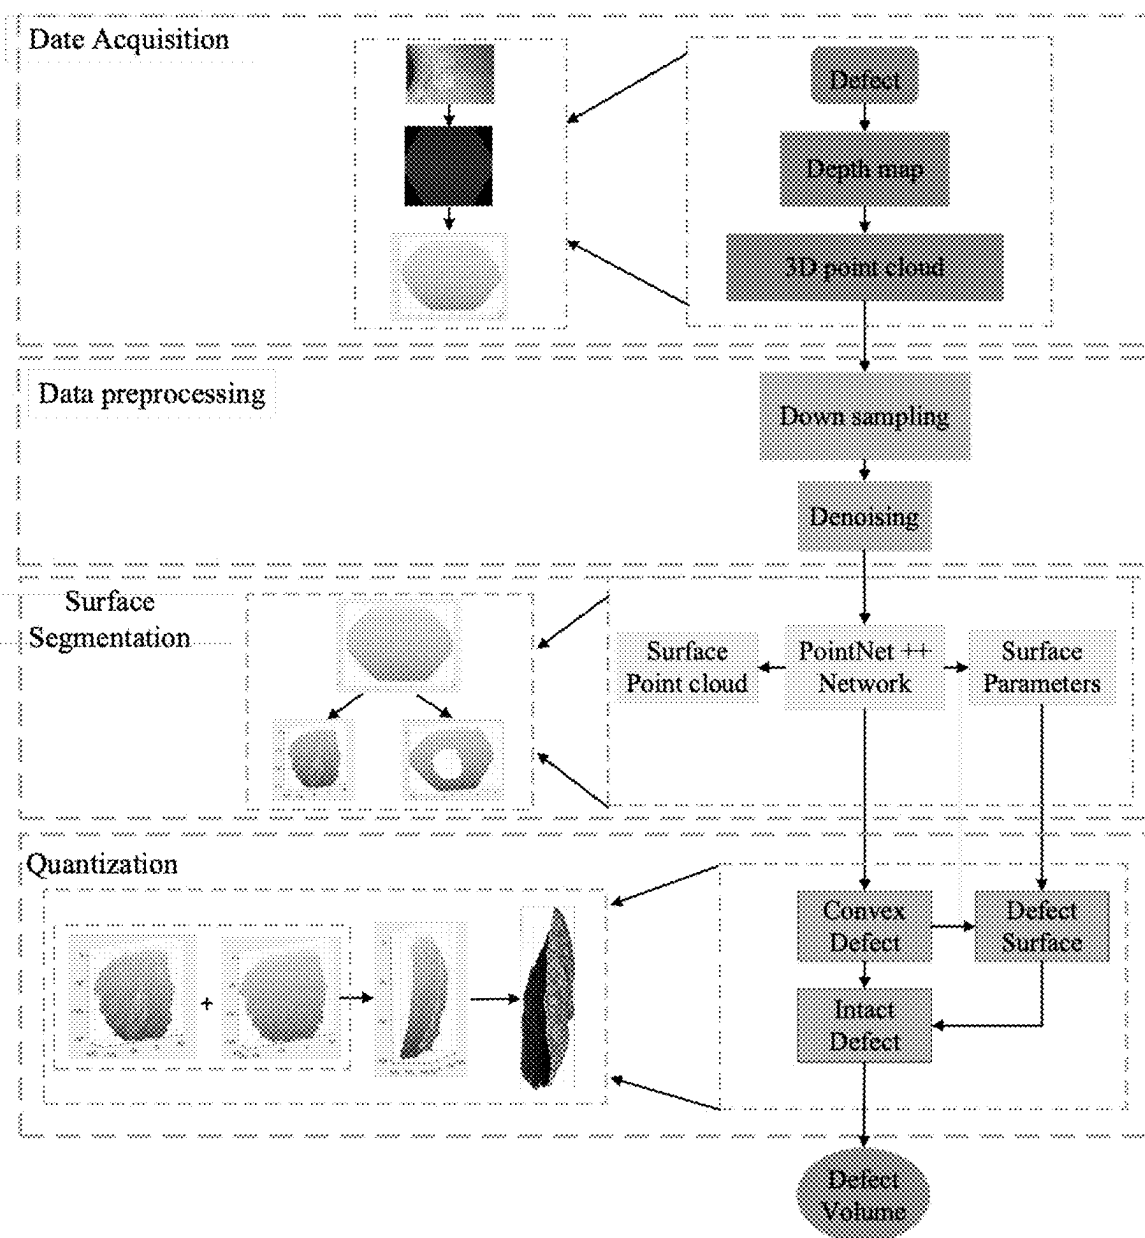 Date Acquisition
Defect
Depth map
3D point cloud
Data preprocessing
Down sampling
Denoising
Surface
Segmentation
Surface
Point cloud
PointNet ++
Network
Surface
Parameters
Quantization
+
Convex
Defect
Defect
Surface
Intact
Defect
Defect
Volume